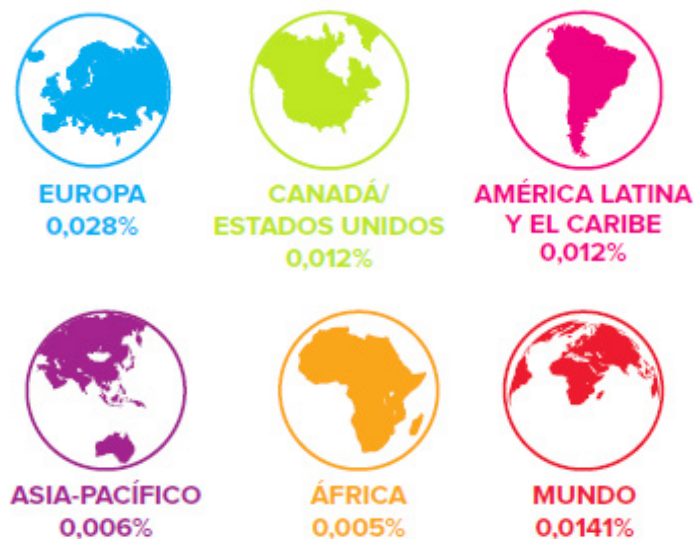 EUROPA
0,028%
CANADÁ/
ESTADOS UNIDOS
0,012%
AMÉRICA LATINA
Y EL CARIBE
0,012%
ASIA-PACÍFICO
0,006%
ÁFRICA
0,005%
MUNDO
0,0141%